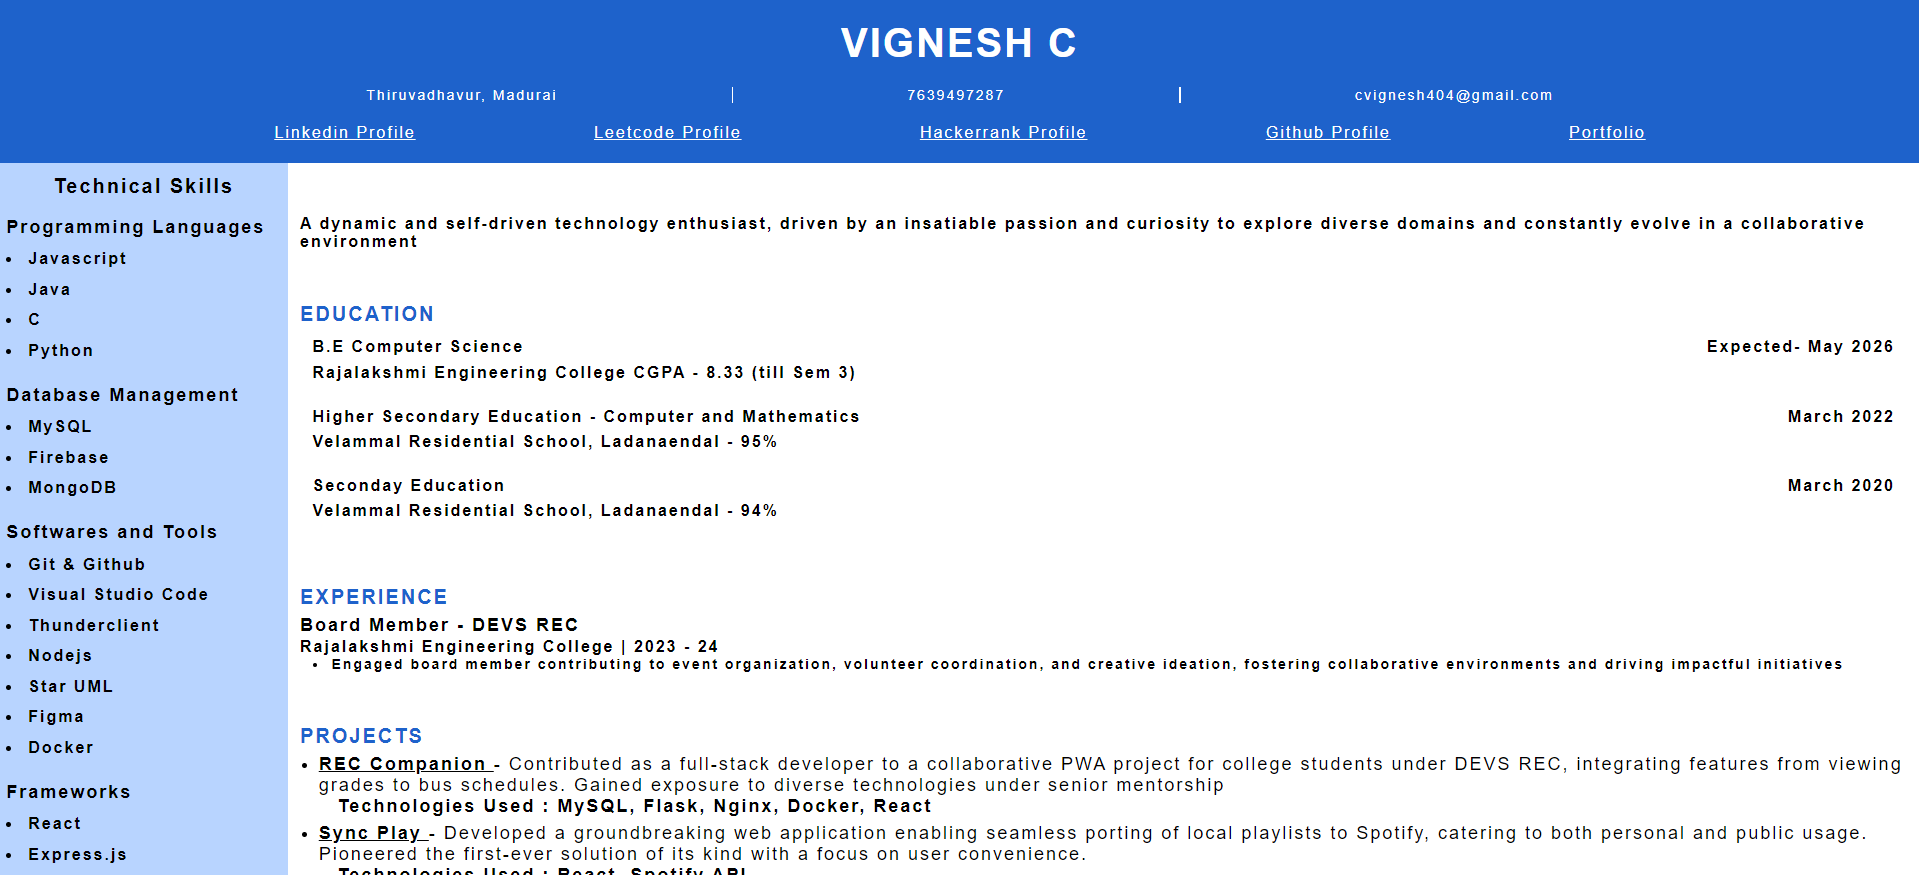 VIGNESH C
Thiruvadhavur, Madurai | 7639497287 | cvignesh404@gmail.com
Linkedin Profile Leetcode Profile Hackerrank Profile Github Profile Portfolio
Technical Skills
Programming Languages
• Javascript
• Java
• C
• Python
Database Management
• MySQL
• Firebase
• MongoDB
Softwares and Tools
• Git & Github
• Visual Studio Code
• Thunderclient
• Nodejs
• Star UML
• Figma
• Docker
Frameworks
• React
• Express.js
A dynamic and self-driven technology enthusiast, driven by an insatiable passion and curiosity to explore diverse domains and constantly evolve in a collaborative
environment
EDUCATION
B.E Computer Science Expected- May 2026
Rajalakshmi Engineering College CGPA - 8.33 (till Sem 3)
Higher Secondary Education - Computer and Mathematics March 2022
Velammal Residential School, Ladanaendal - 95%
Seconday Education March 2020
Velammal Residential School, Ladanaendal - 94%
EXPERIENCE
Board Member - DEVS REC
Rajalakshmi Engineering College | 2023 - 24
• Engaged board member contributing to event organization, volunteer coordination, and creative ideation, fostering collaborative environments and driving impactful initiatives
PROJECTS
• REC Companion - Contributed as a full-stack developer to a collaborative PWA project for college students under DEVS REC, integrating features from viewing
grades to bus schedules. Gained exposure to diverse technologies under senior mentorship
Technologies Used : MySQL, Flask, Nginx, Docker, React
• Sync Play - Developed a groundbreaking web application enabling seamless porting of local playlists to Spotify, catering to both personal and public usage.
Pioneered the first-ever solution of its kind with a focus on user convenience.
Technologies Used : React, Spotify API